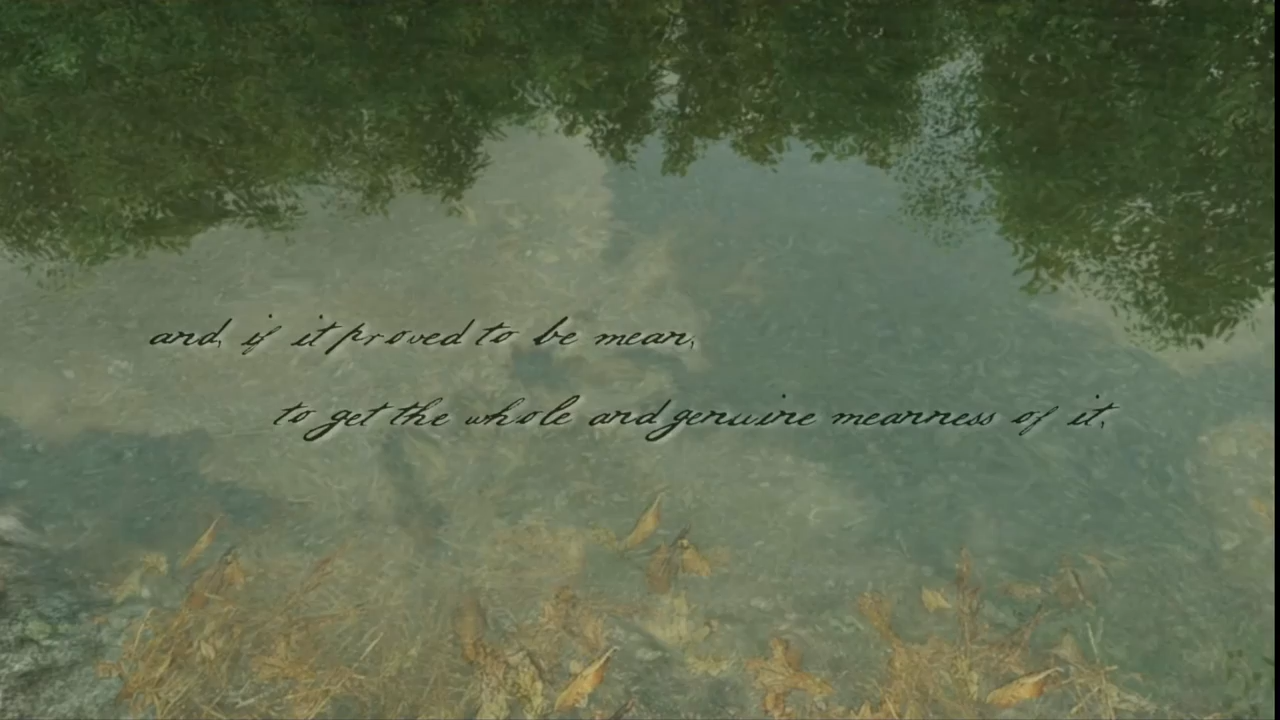 and, if it proved to be mean,
to get the whole and genuine meanness of it,